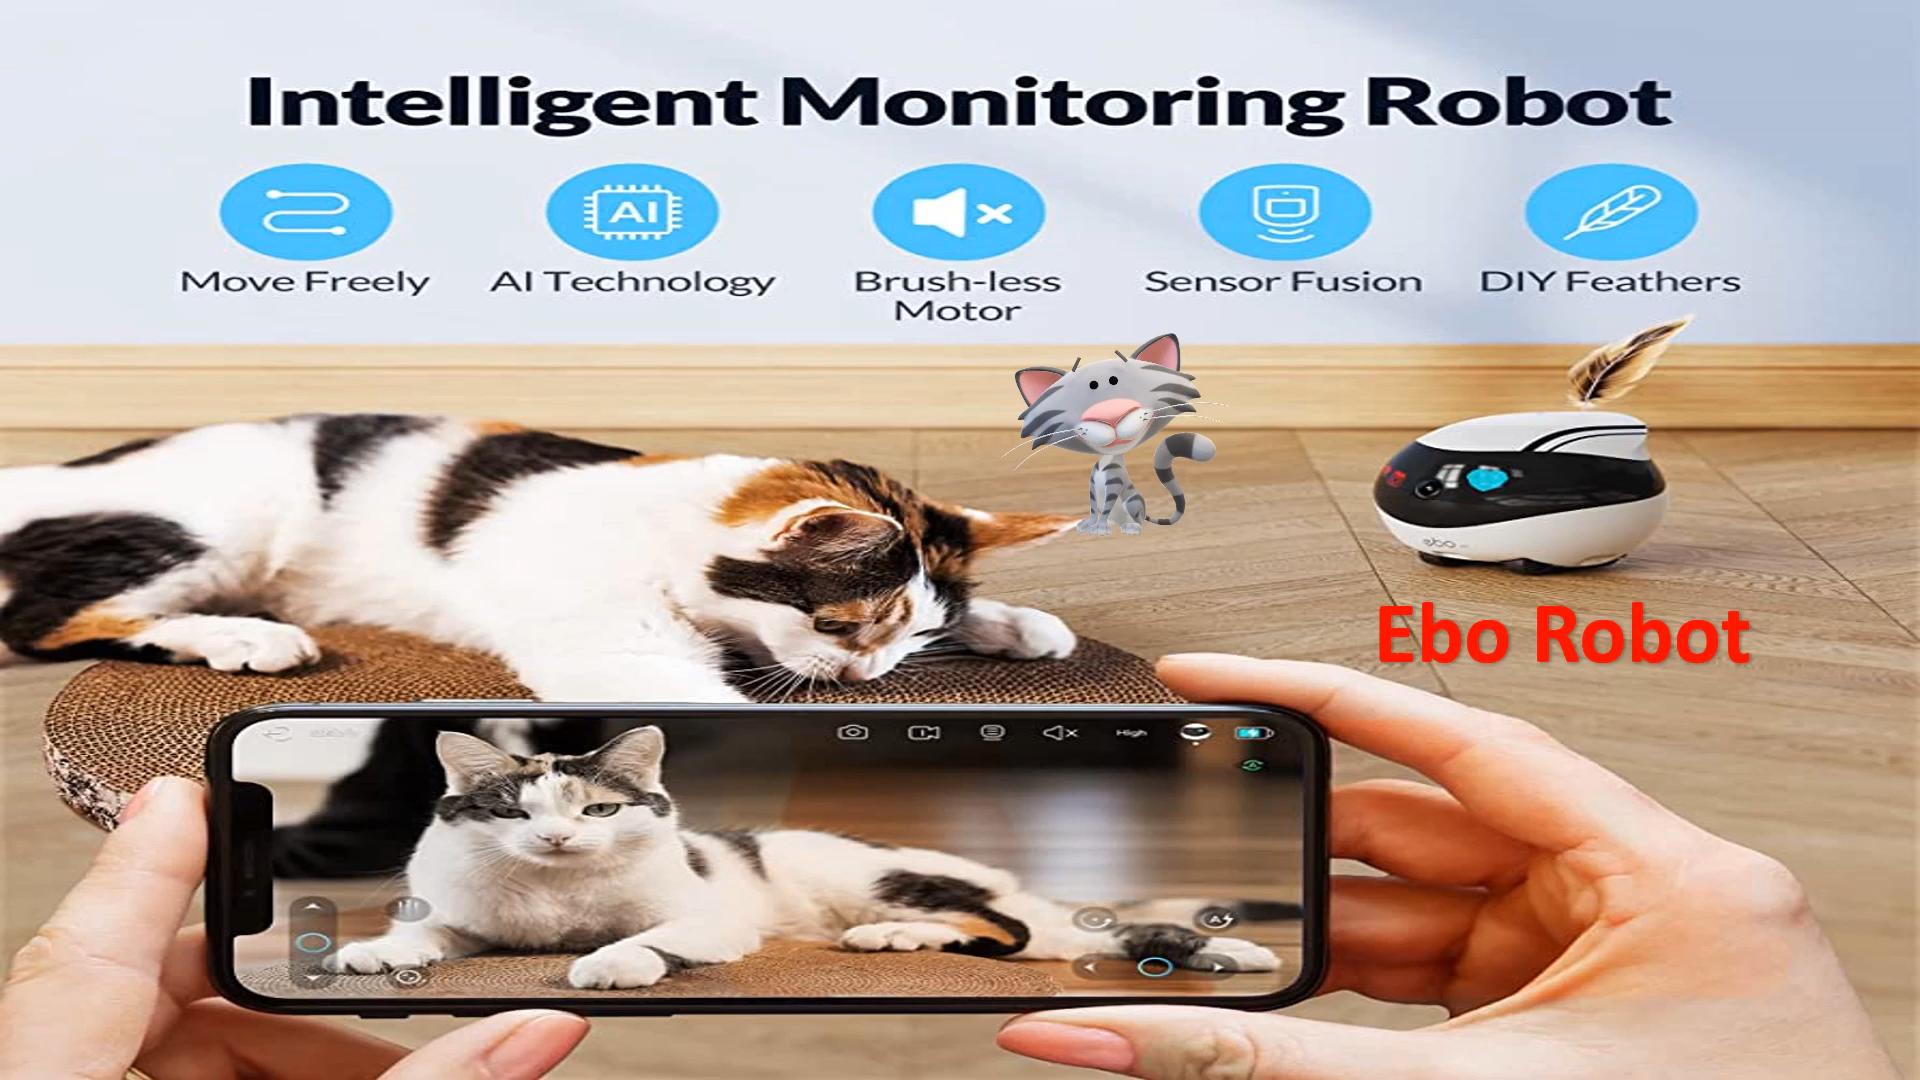 Intelligent Monitoring Robot
AI
Move Freely
AI Technology
Brush-less
Motor
Sensor Fusion
DIY Feathers
ebo
Ebo Robot
High
A